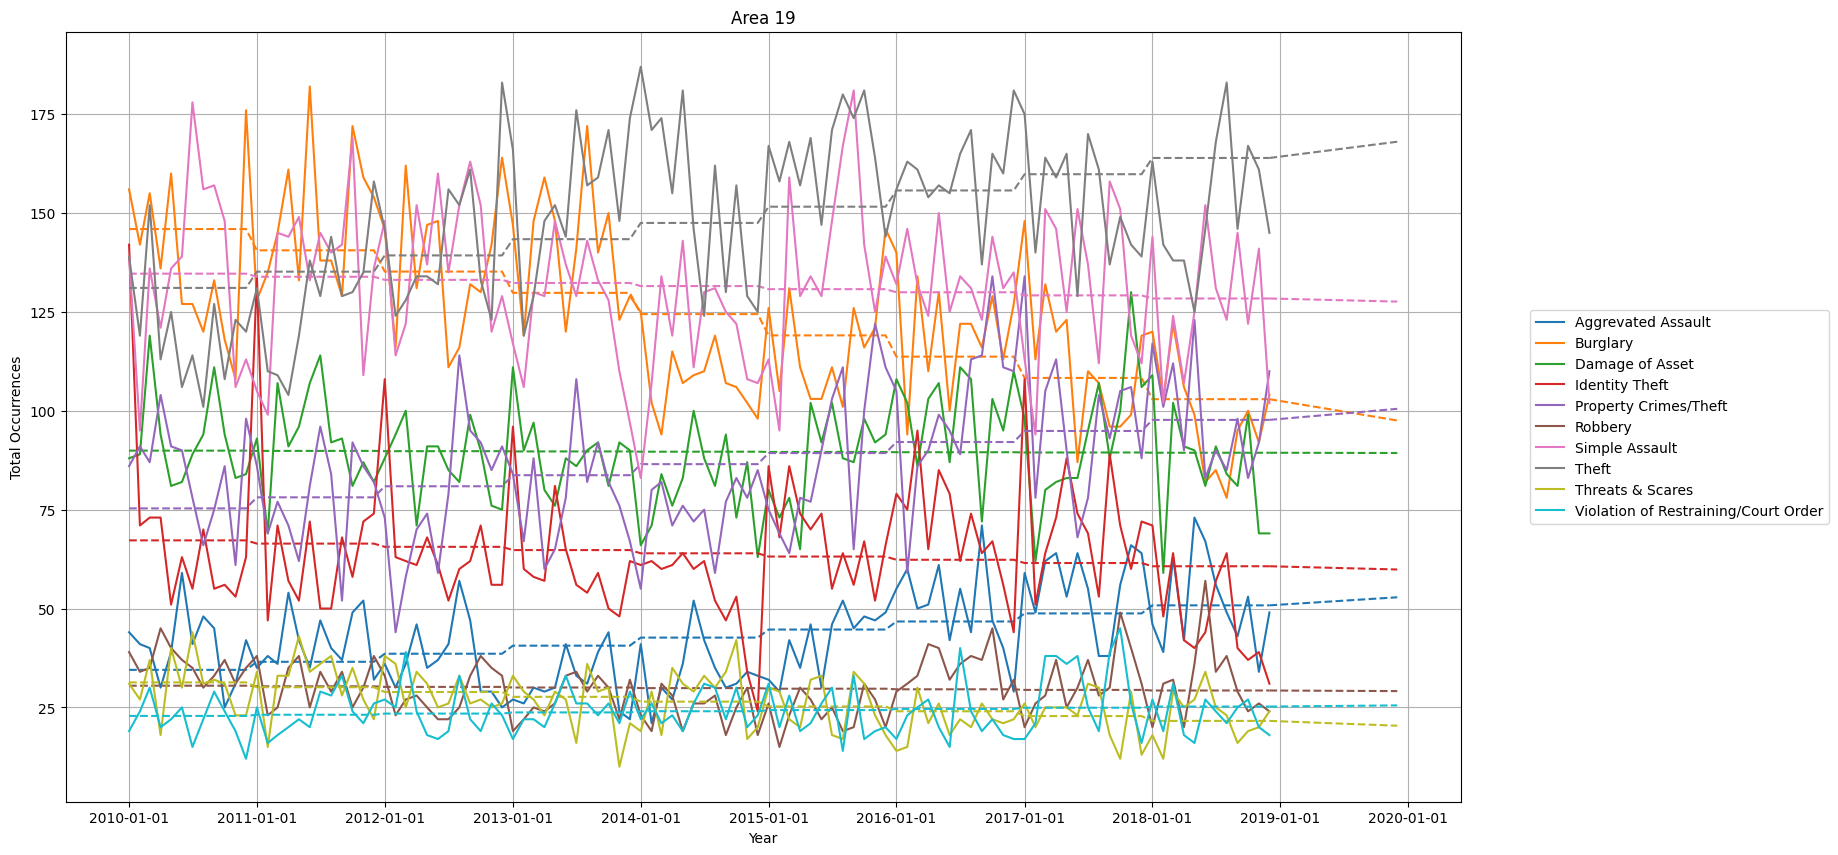 Area 19
Total Occurrences
175
150
125
100
75
50
25
2010-01-01
2011-01-01
2012-01-01
2013-01-01
2014-01-01
2015-01-01
2016-01-01
2017-01-01
2018-01-01
2019-01-01
2020-01-01
Year
Aggrevated Assault
Burglary
Damage of Asset
Identity Theft
Property Crimes/Theft
Robbery
Simple Assault
Theft
Threats & Scares
Violation of Restraining/Court Order